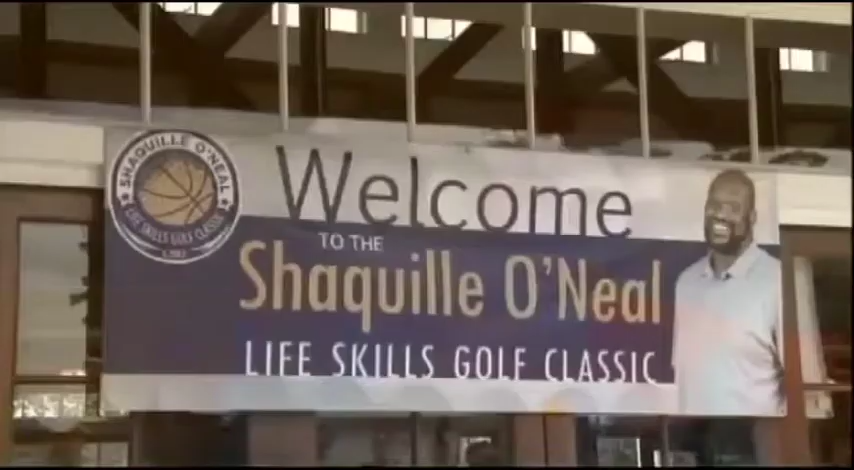 SHAQUILLE O'NEAL
LIFE SKILLS GOLF CLASSIC
Welcome
TO THE
Shaquille O'Neal
LIFE SKILLS GOLF CLASSIC